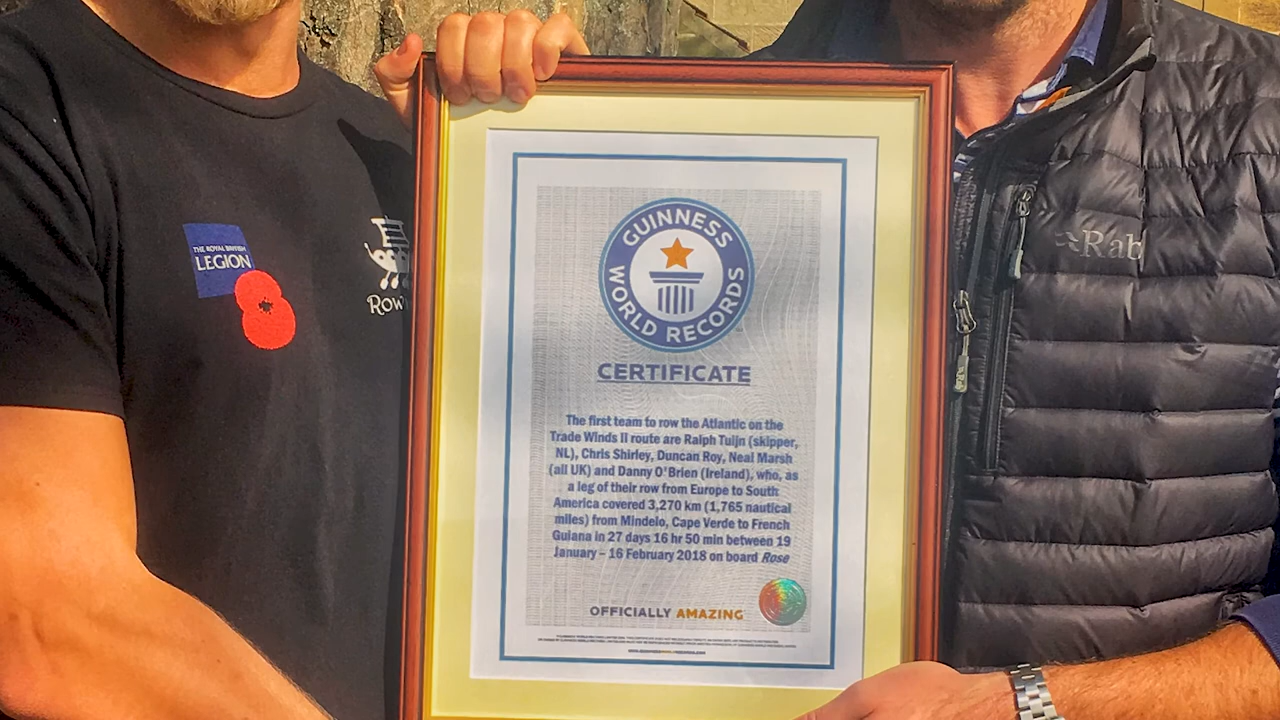 THE ROYAL BRITISH
LEGION
Row
Rab
GUINNESS
WORLD RECORDS
CERTIFICATE
The first team to row the Atlantic on the
Trade Winds II route are Ralph Tuijn (skipper,
NL), Chris Shirley, Duncan Roy, Neal Marsh
(all UK) and Danny O'Brien (Ireland), who, as
a leg of their row from Europe to South
America covered 3,270 km (1,765 nautical
miles) from Mindelo, Cape Verde to French
Guiana in 27 days 16 hr 50 min between 19
January – 16 February 2018 on board Rose
OFFICIALLY AMAZING